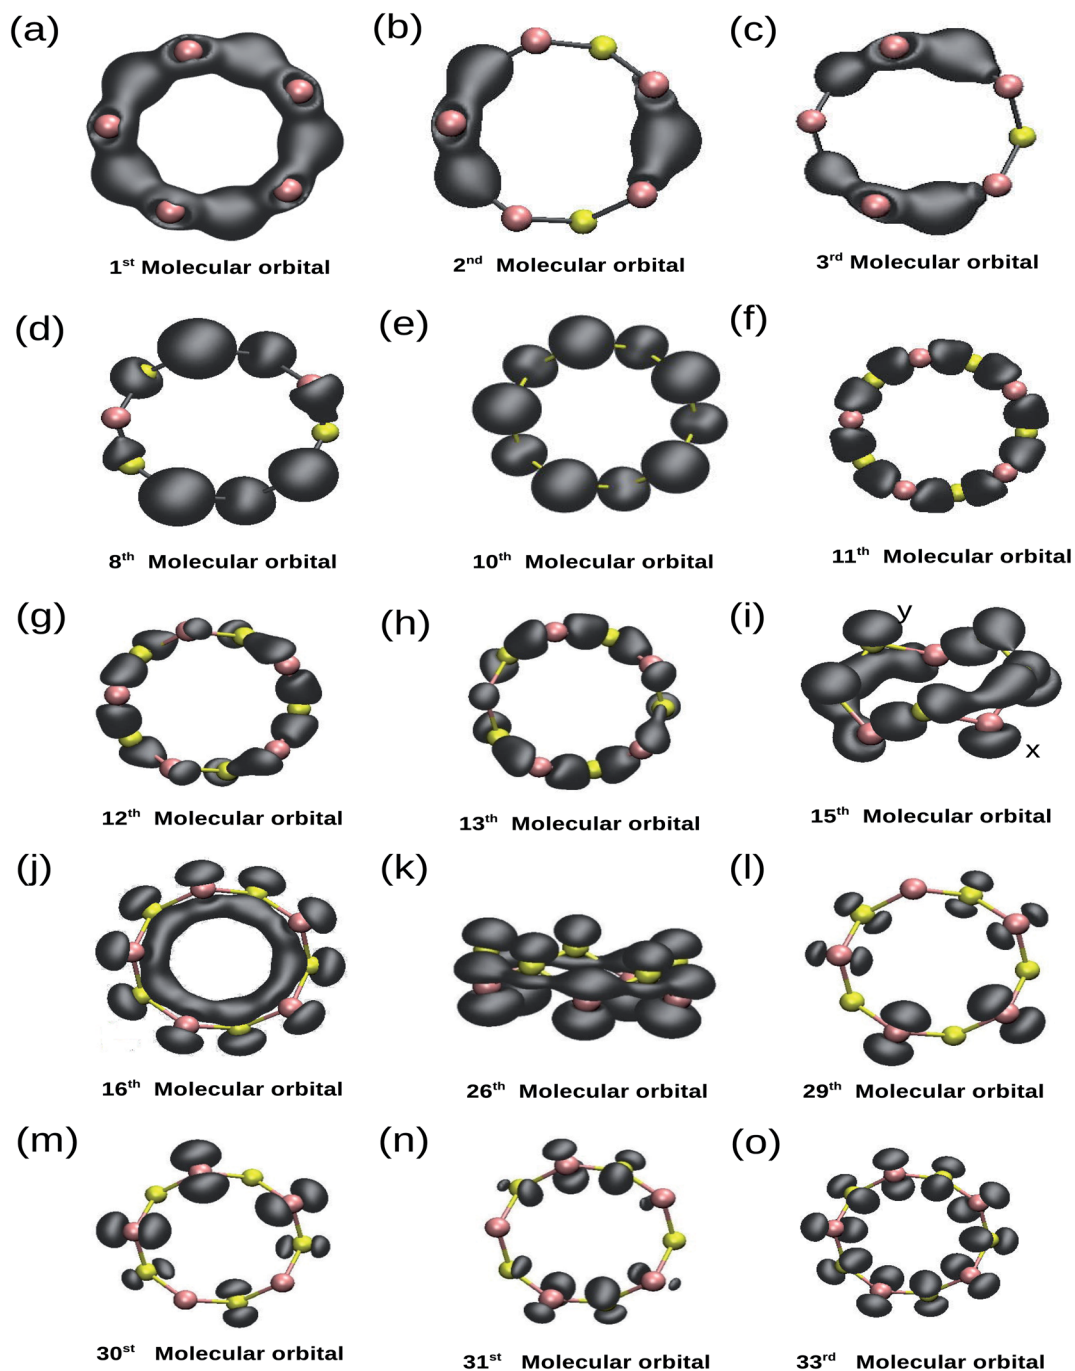 (a) (b) (c)
1st Molecular orbital 2nd Molecular orbital 3rd Molecular orbital
(d) (e) (f)
8th Molecular orbital 10th Molecular orbital 11th Molecular orbital
(g) (h) (i)
y
x
12th Molecular orbital 13th Molecular orbital 15th Molecular orbital
(j) (k) (l)
16th Molecular orbital 26th Molecular orbital 29th Molecular orbital
(m) (n) (o)
30st Molecular orbital 31st Molecular orbital 33rd Molecular orbital